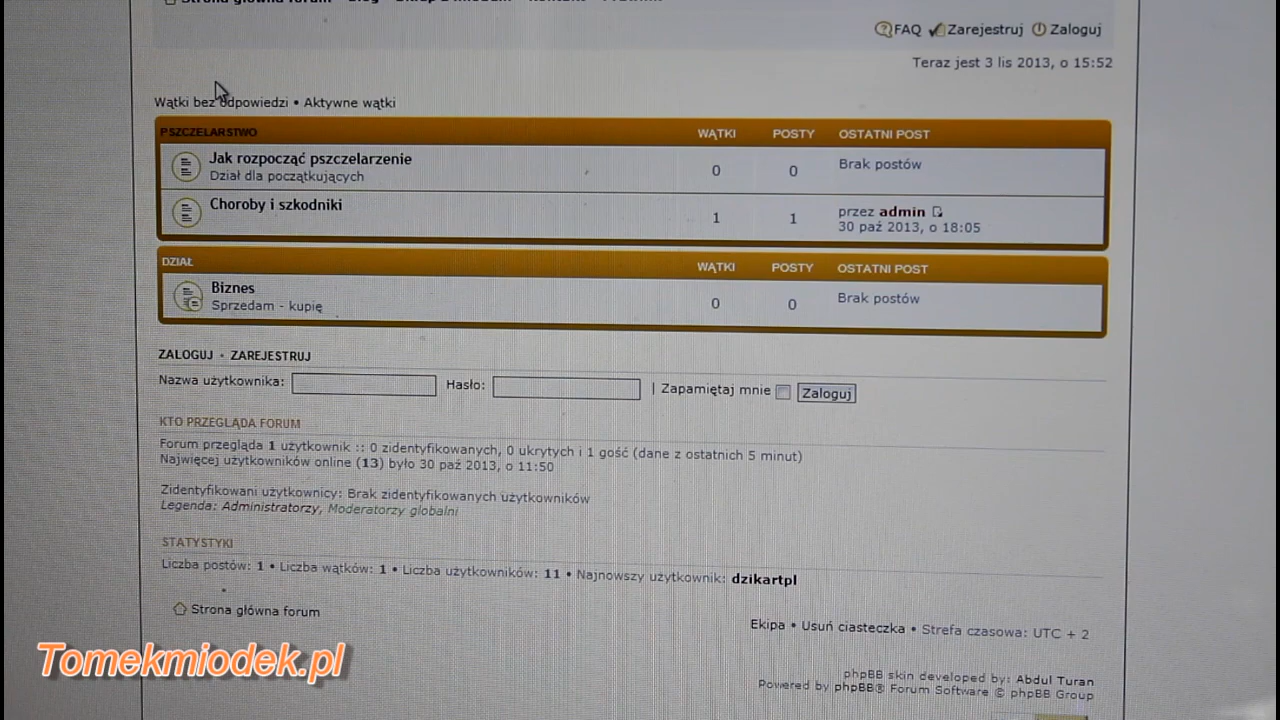 FAQ Zarejestruj Zaloguj
Teraz jest 3 lis 2013, o 15:52
Wątki bez odpowiedzi • Aktywne wątki
PSZCZELARSTWO WĄTKI POSTY OSTATNI POST
Jak rozpocząć pszczelarzenie
Dział dla początkujących
0 0 Brak postów
Choroby i szkodniki
1 1 przez admin
30 paź 2013, o 18:05
DZIAŁ WĄTKI POSTY OSTATNI POST
Biznes
Sprzedam - kupię
0 0 Brak postów
ZALOGUJ • ZAREJESTRUJ
Nazwa użytkownika: Hasło: | Zapamiętaj mnie Zaloguj
KTO PRZEGLĄDA FORUM
Forum przegląda 1 użytkownik :: 0 zidentyfikowanych, 0 ukrytych i 1 gość (dane z ostatnich 5 minut)
Najwięcej użytkowników online (13) było 30 paź 2013, o 11:50
Zidentyfikowani użytkownicy: Brak zidentyfikowanych użytkowników
Legenda: Administratorzy, Moderatorzy globalni
STATYSTYKI
Liczba postów: 1 • Liczba wątków: 1 • Liczba użytkowników: 11 • Najnowszy użytkownik: dzikartpl
Strona główna forum
Ekipa • Usuń ciasteczka • Strefa czasowa: UTC + 2
Tomekmiodek.pl
phpBB skin developed by: Abdul Turan
Powered by phpBB® Forum Software © phpBB Group